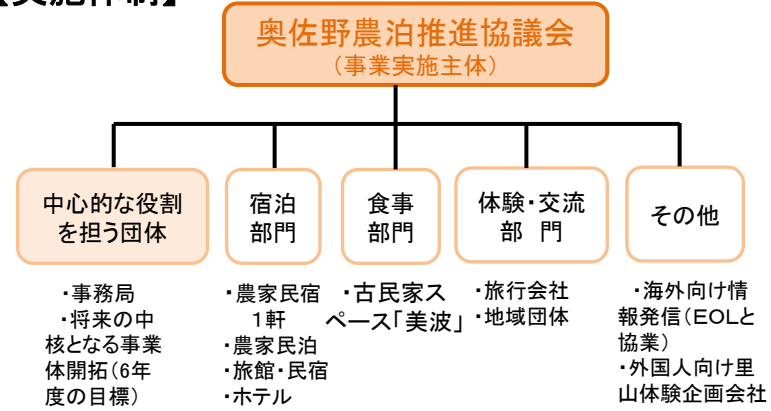 【実施体制】
奥佐野農泊推進協議会
(事業実施主体)
中心的な役割
を担う団体
宿泊
部門
食事
部門
体験・交流
部 門
その他
・事務局
・将来の中
核となる事業
体開拓(6年
度の目標)
・農家民宿
1軒
・農家民泊
・旅館・民宿
・ホテル
・古民家ス
ペース「美波」
・旅行会社
・地域団体
・海外向け情
報発信(EOLと
協業)
・外国人向け里
山体験企画会社